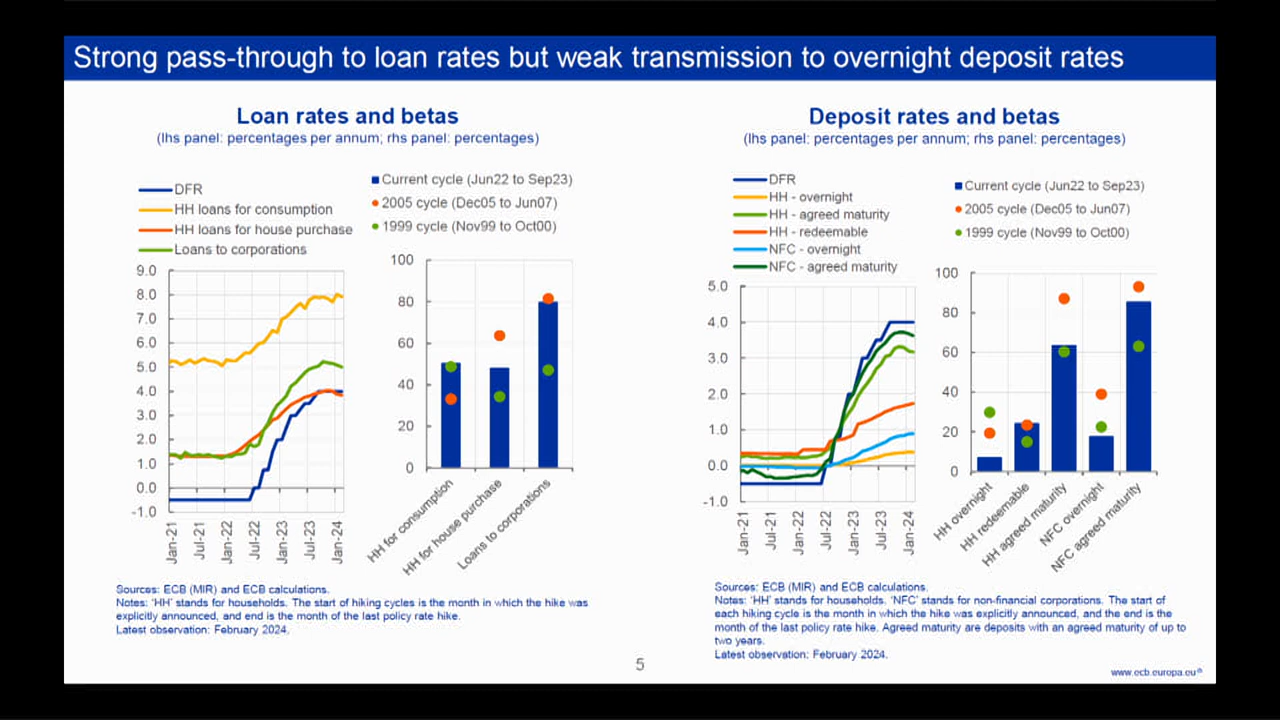 Strong pass-through to loan rates but weak transmission to overnight deposit rates
Loan rates and betas
(lhs panel: percentages per annum; rhs panel: percentages)
DFR
HH loans for consumption
HH loans for house purchase
Loans to corporations
9.0
8.0
7.0
6.0
5.0
4.0
3.0
2.0
1.0
0.0
-1.0
Jan-21
Jul-21
Jan-22
Jul-22
Jan-23
Jul-23
Jan-24
Current cycle (Jun22 to Sep23)
2005 cycle (Dec05 to Jun07)
1999 cycle (Nov99 to Oct00)
100
80
60
40
20
0
HH for consumption
HH for house purchase
Loans to corporations
Sources: ECB (MIR) and ECB calculations.
Notes: 'HH' stands for households. The start of hiking cycles is the month in which the hike was
explicitly announced, and end is the month of the last policy rate hike.
Latest observation: February 2024.
Deposit rates and betas
(lhs panel: percentages per annum; rhs panel: percentages)
DFR
HH - overnight
HH - agreed maturity
HH - redeemable
NFC - overnight
NFC - agreed maturity
5.0
4.0
3.0
2.0
1.0
0.0
-1.0
Jan-21
Jul-21
Jan-22
Jul-22
Jan-23
Jul-23
Jan-24
Current cycle (Jun22 to Sep23)
2005 cycle (Dec05 to Jun07)
1999 cycle (Nov99 to Oct00)
100
80
60
40
20
0
HH overnight
HH redeemable
HH agreed maturity
NFC overnight
NFC agreed maturity
Sources: ECB (MIR) and ECB calculations.
Notes: 'HH' stands for households. 'NFC' stands for non-financial corporations. The start of
each hiking cycle is the month in which the hike was explicitly announced, and the end is the
month of the last policy rate hike. Agreed maturity are deposits with an agreed maturity of up to
two years.
Latest observation: February 2024.
5
www.ecb.europa.eu©